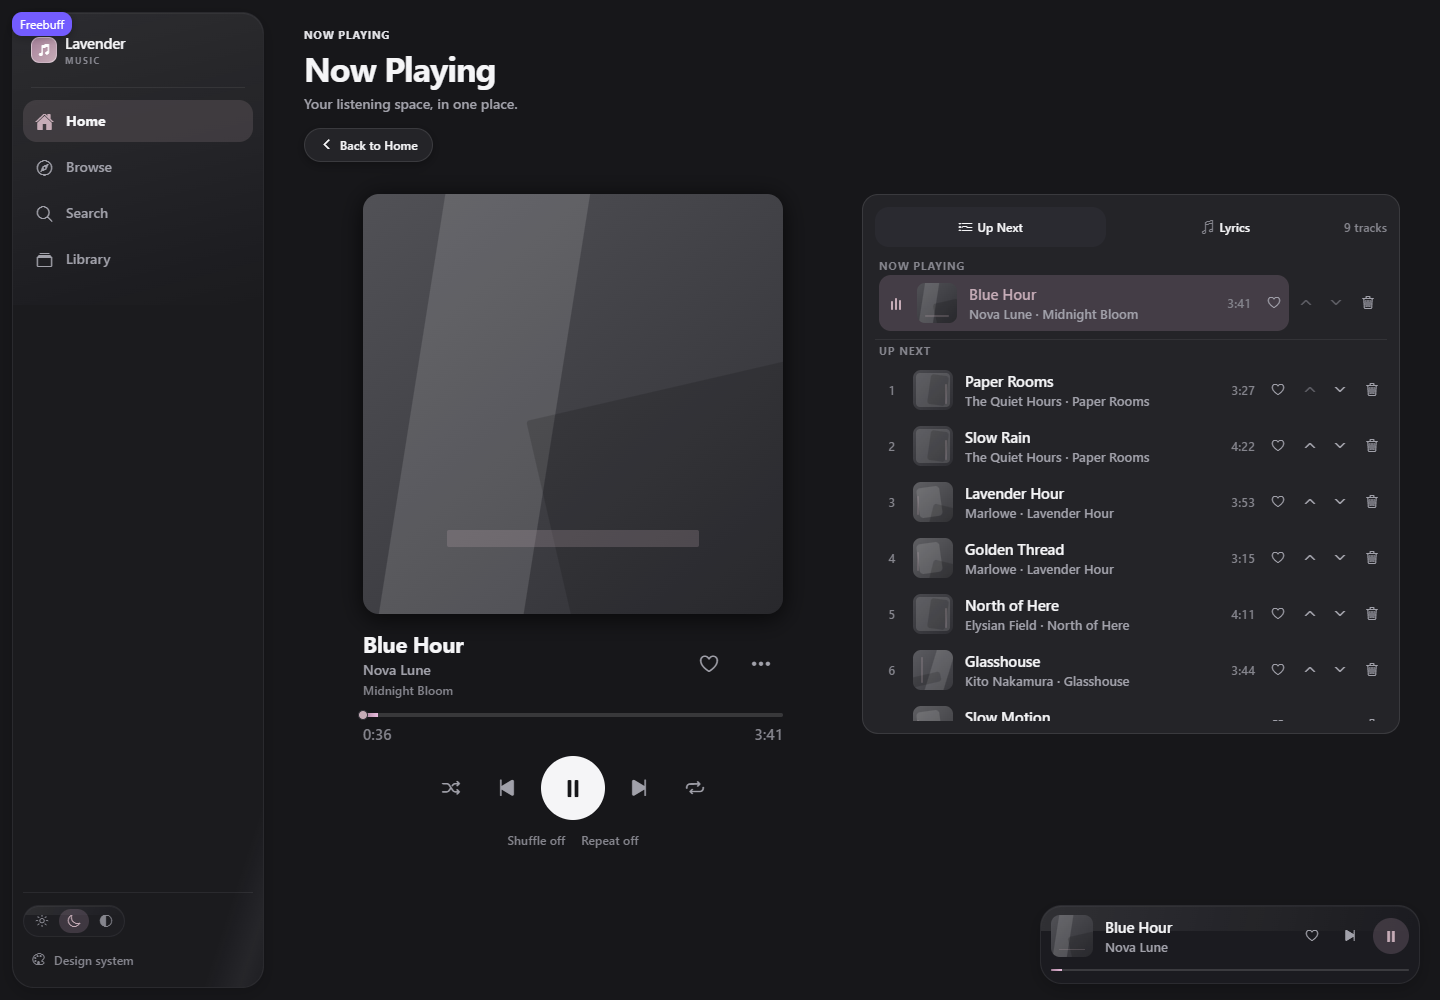 Freebuff
Lavender
MUSIC
Home
Browse
Search
Library
Design system
NOW PLAYING
Now Playing
Your listening space, in one place.
Back to Home
Blue Hour
Nova Lune
Midnight Bloom
0:36 3:41
Shuffle off Repeat off
Up Next Lyrics 9 tracks
NOW PLAYING
Blue Hour
Nova Lune · Midnight Bloom
3:41
UP NEXT
1 Paper Rooms 3:27
The Quiet Hours · Paper Rooms
2 Slow Rain 4:22
The Quiet Hours · Paper Rooms
3 Lavender Hour 3:53
Marlowe · Lavender Hour
4 Golden Thread 3:15
Marlowe · Lavender Hour
5 North of Here 4:11
Elysian Field · North of Here
6 Glasshouse 3:44
Kito Nakamura · Glasshouse
Slow Motion
Blue Hour
Nova Lune